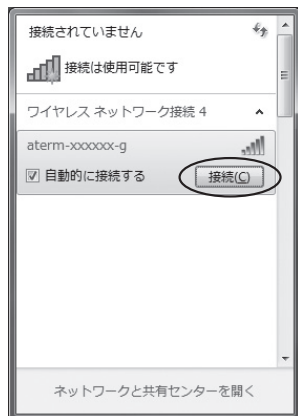 接続されていません
接続は使用可能です
ワイヤレス ネットワーク接続 4
aterm-xxxxxx-g
自動的に接続する
接続(C)
ネットワークと共有センターを開く